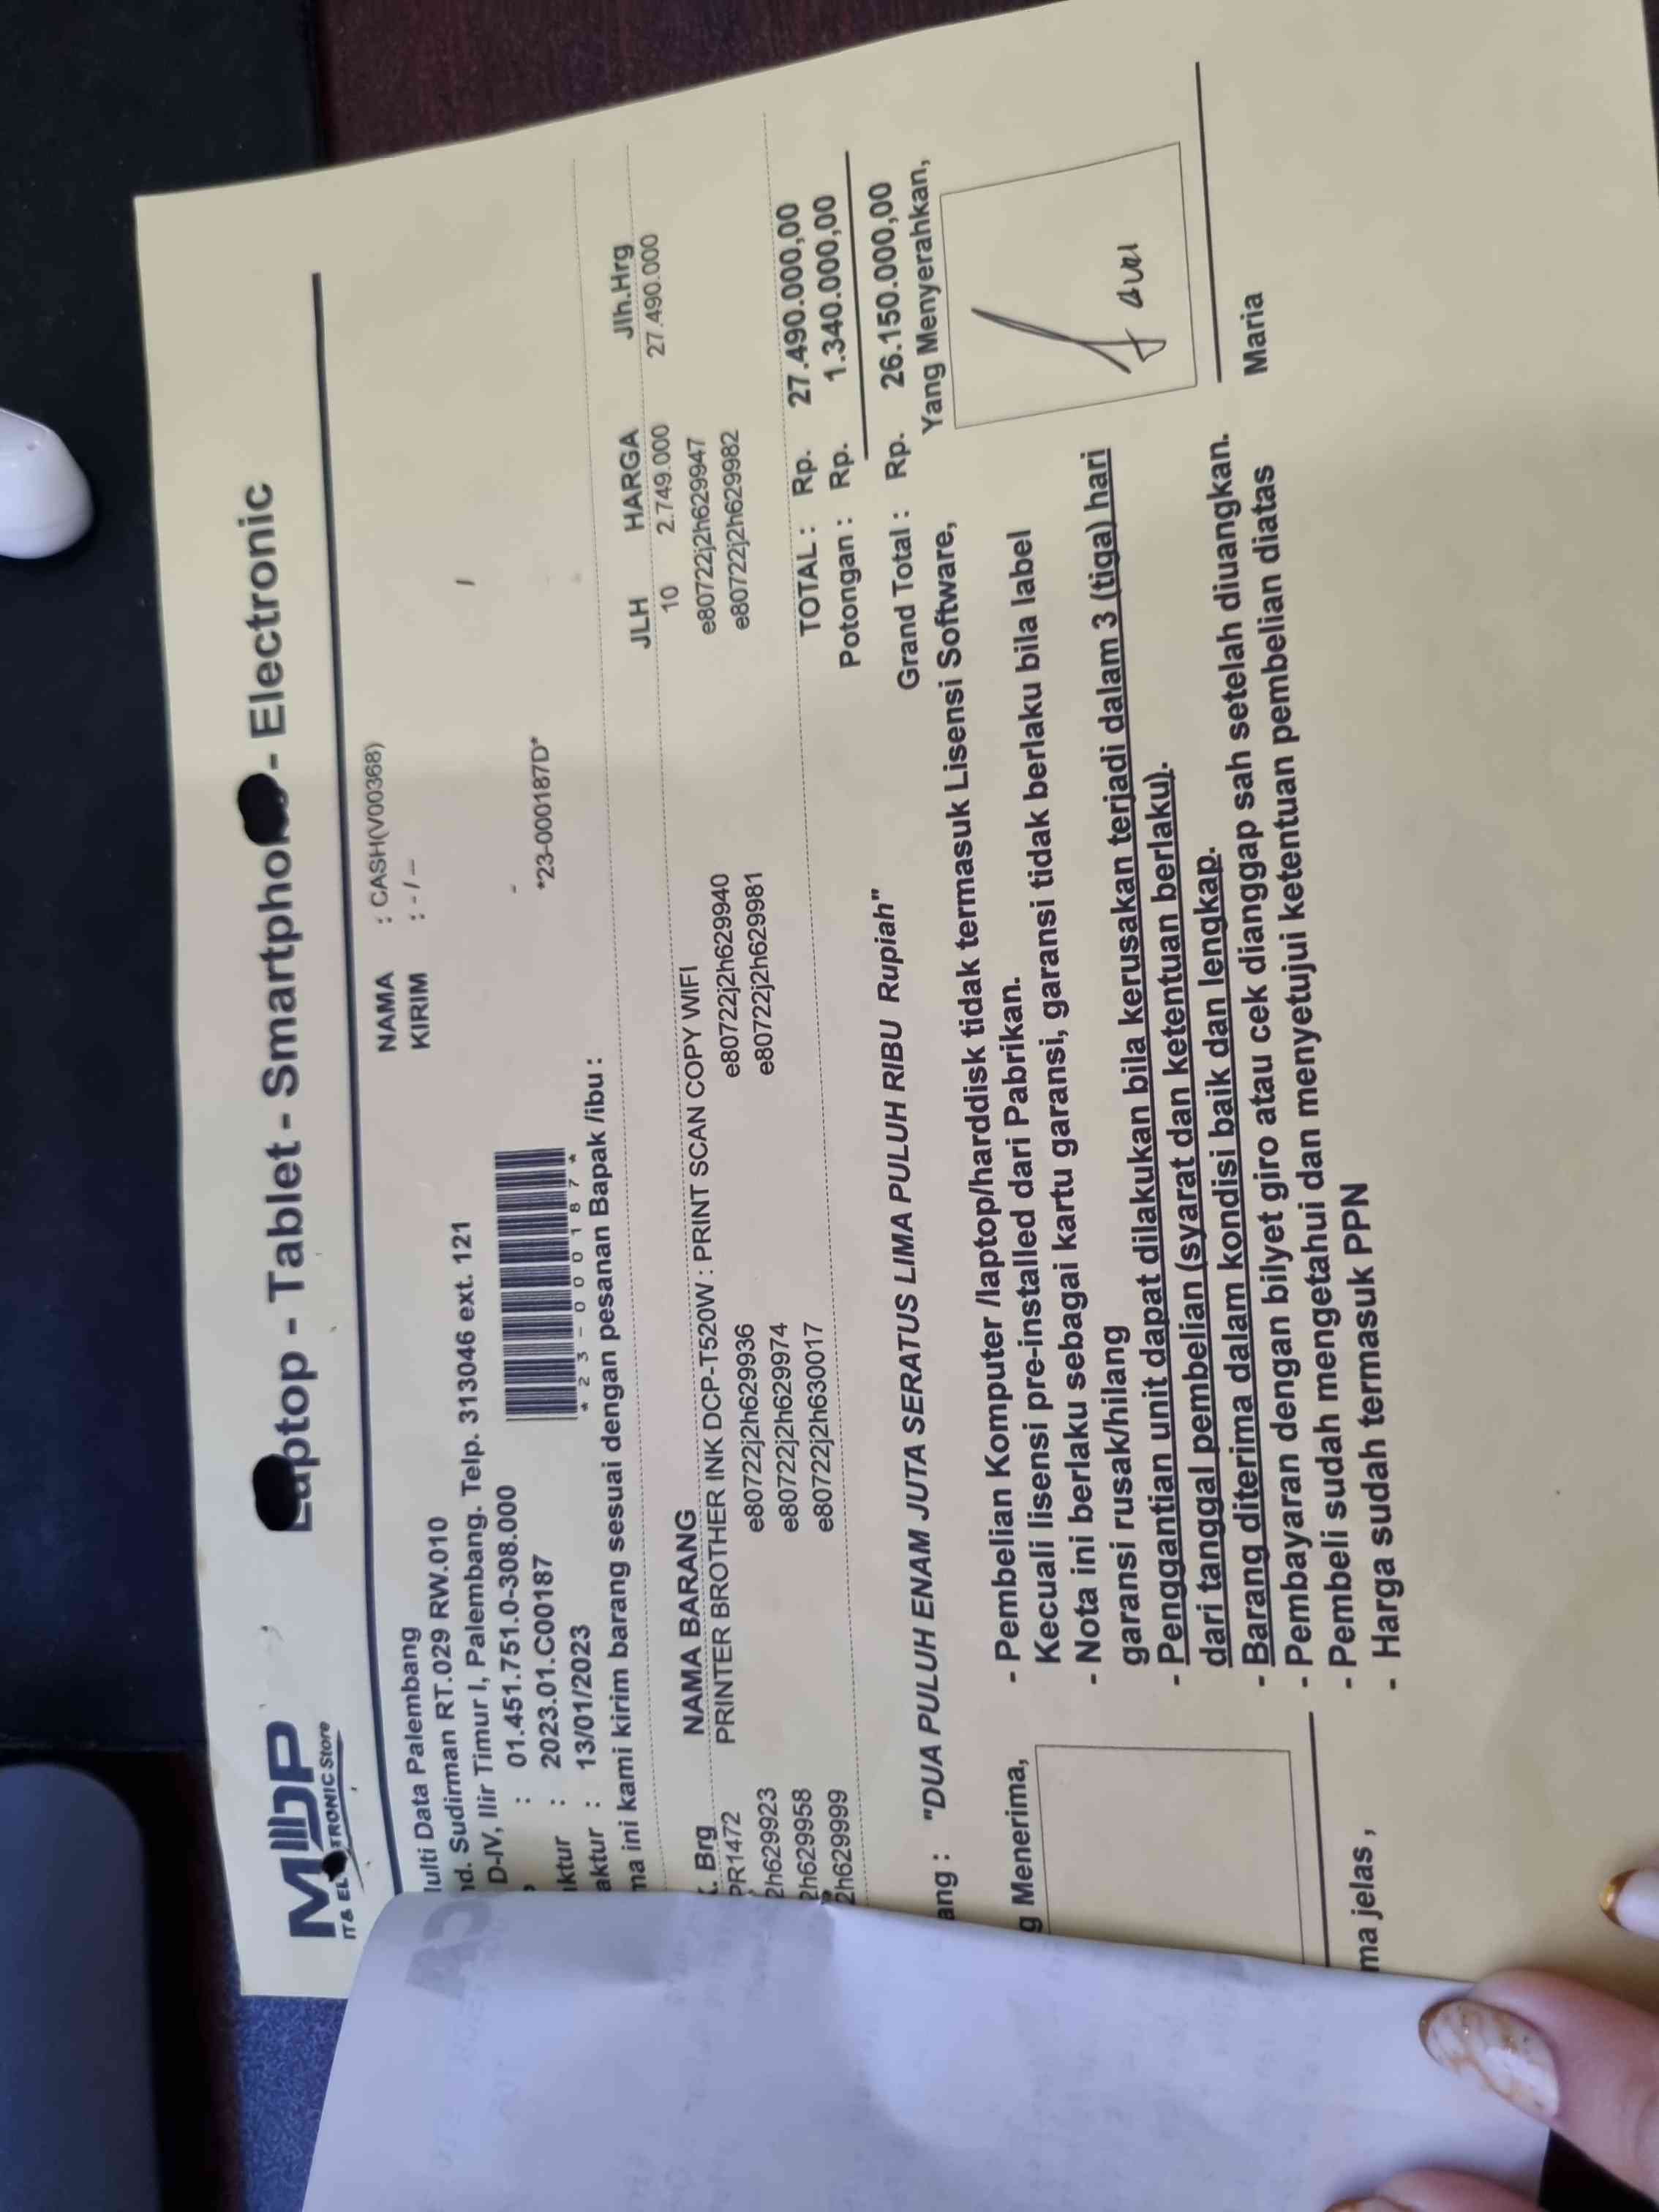 MDP
IT & EL TRONIC Store
Laptop - Tablet - Smartphone - Electronic
ulti Data Palembang
nd. Sudirman RT.029 RW.010
D-IV, Ilir Timur I, Palembang. Telp. 313046 ext. 121
: 01.451.751.0-308.000
ktur : 2023.01.C00187
aktur : 13/01/2023
NAMA : CASH(V00368)
KIRIM : - / --
-
*23-000187*
*23-000187D*
ma ini kami kirim barang sesuai dengan pesanan Bapak /ibu :
. Brg NAMA BARANG JLH HARGA Jlh.Hrg
PR1472 PRINTER BROTHER INK DCP-T520W : PRINT SCAN COPY WIFI 10 2.749.000 27.490.000
2h629923 e80722j2h629936 e80722j2h629940 e80722j2h629947
2h629958 e80722j2h629974 e80722j2h629981 e80722j2h629982
2h629999 e80722j2h630017
TOTAL : Rp. 27.490.000,00
Potongan : Rp. 1.340.000,00
Grand Total : Rp. 26.150.000,00
ang : "DUA PULUH ENAM JUTA SERATUS LIMA PULUH RIBU Rupiah"
g Menerima,
Yang Menyerahkan,
- Pembelian Komputer /laptop/harddisk tidak termasuk Lisensi Software,
Kecuali lisensi pre-installed dari Pabrikan.
- Nota ini berlaku sebagai kartu garansi, garansi tidak berlaku bila label
garansi rusak/hilang
- Penggantian unit dapat dilakukan bila kerusakan terjadi dalam 3 (tiga) hari
dari tanggal pembelian (syarat dan ketentuan berlaku).
- Barang diterima dalam kondisi baik dan lengkap.
- Pembayaran dengan bilyet giro atau cek dianggap sah setelah diuangkan.
- Pembeli sudah mengetahui dan menyetujui ketentuan pembelian diatas
- Harga sudah termasuk PPN
ma jelas ,
Maria